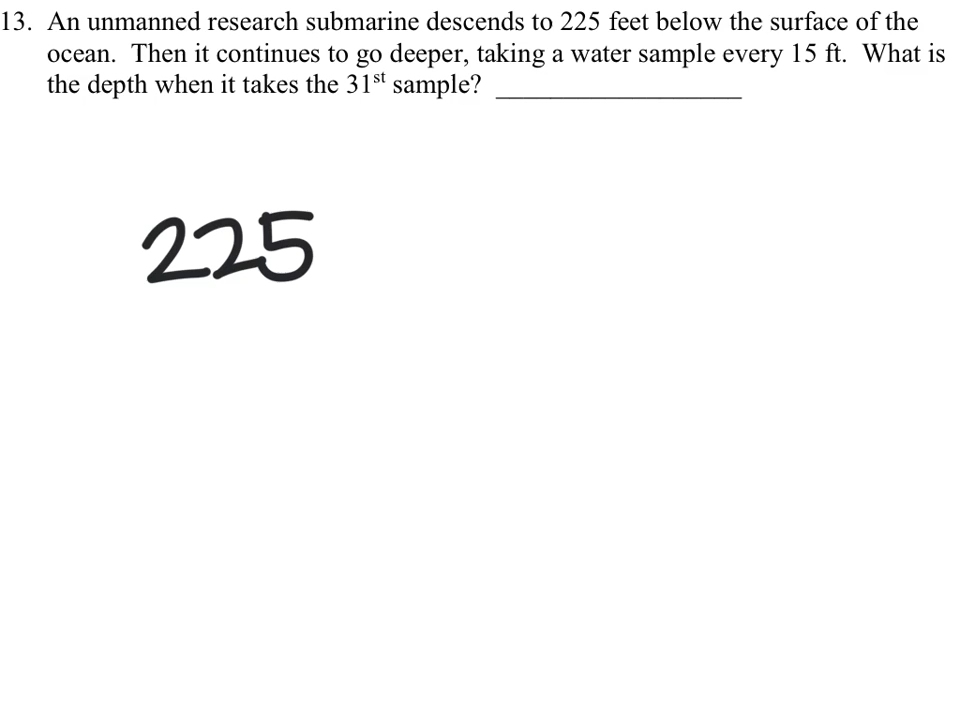 13. An unmanned research submarine descends to 225 feet below the surface of the
ocean. Then it continues to go deeper, taking a water sample every 15 ft. What is
the depth when it takes the 31st sample? __________________
225